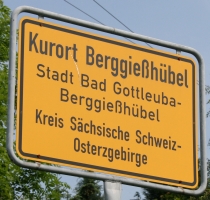 Kurort Berggießhübel
Stadt Bad Gottleuba-
Berggießhübel
Kreis Sächsische Schweiz-
Osterzgebirge